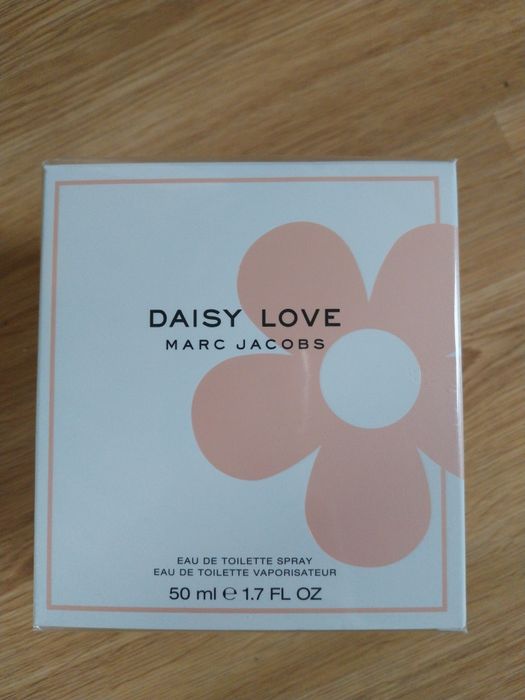 DAISY LOVE
MARC JACOBS
EAU DE TOILETTE SPRAY
EAU DE TOILETTE VAPORISATEUR
50 ml ℮ 1.7 FL OZ